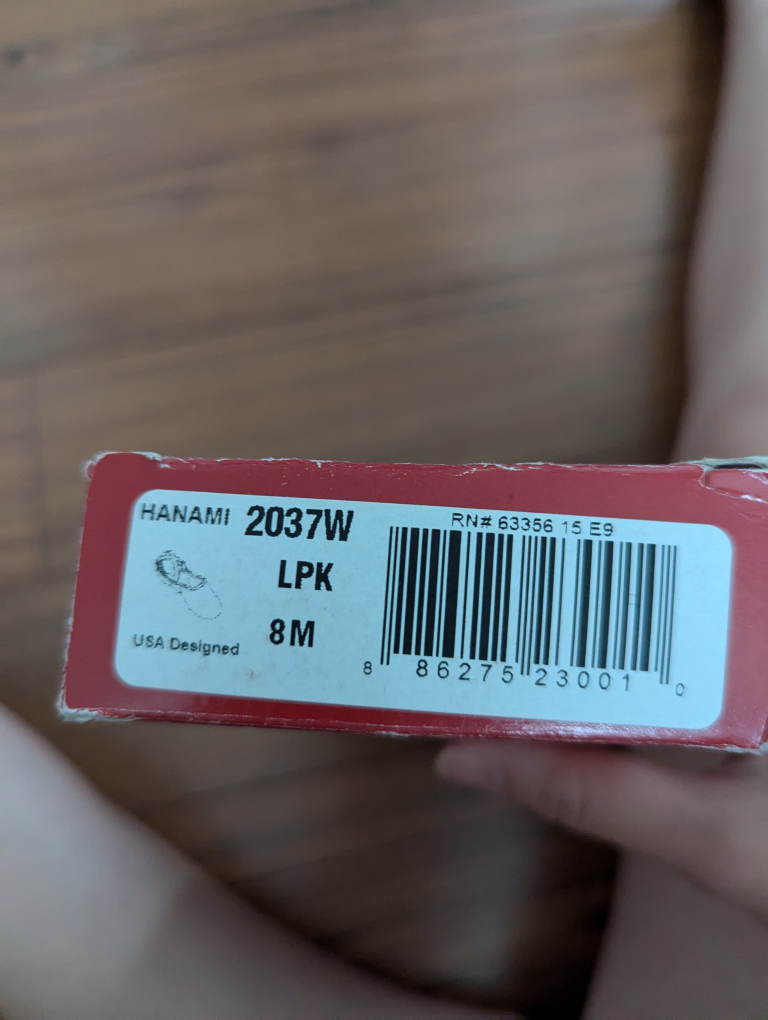 HANAMI 2037W
LPK
8M
USA Designed
RN# 63356 15 E9
8 86275 23001 0